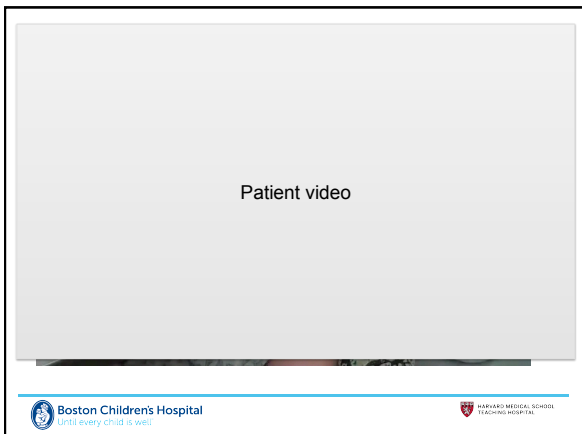 Patient video
Boston Children's Hospital
Until every child is well
HARVARD MEDICAL SCHOOL
TEACHING HOSPITAL